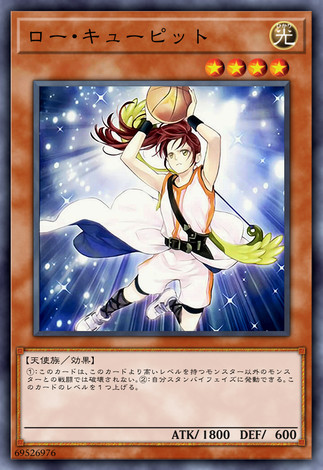 ロー・キューピット
光
【天使族／効果】
①：このカードは、このカードより高いレベルを持つモンスター以外のモンス
ターとの戦闘では破壊されない。②：自分スタンバイフェイズに発動できる。こ
のカードのレベルを１つ上げる。
ATK/ 1800 DEF/ 600
69526976